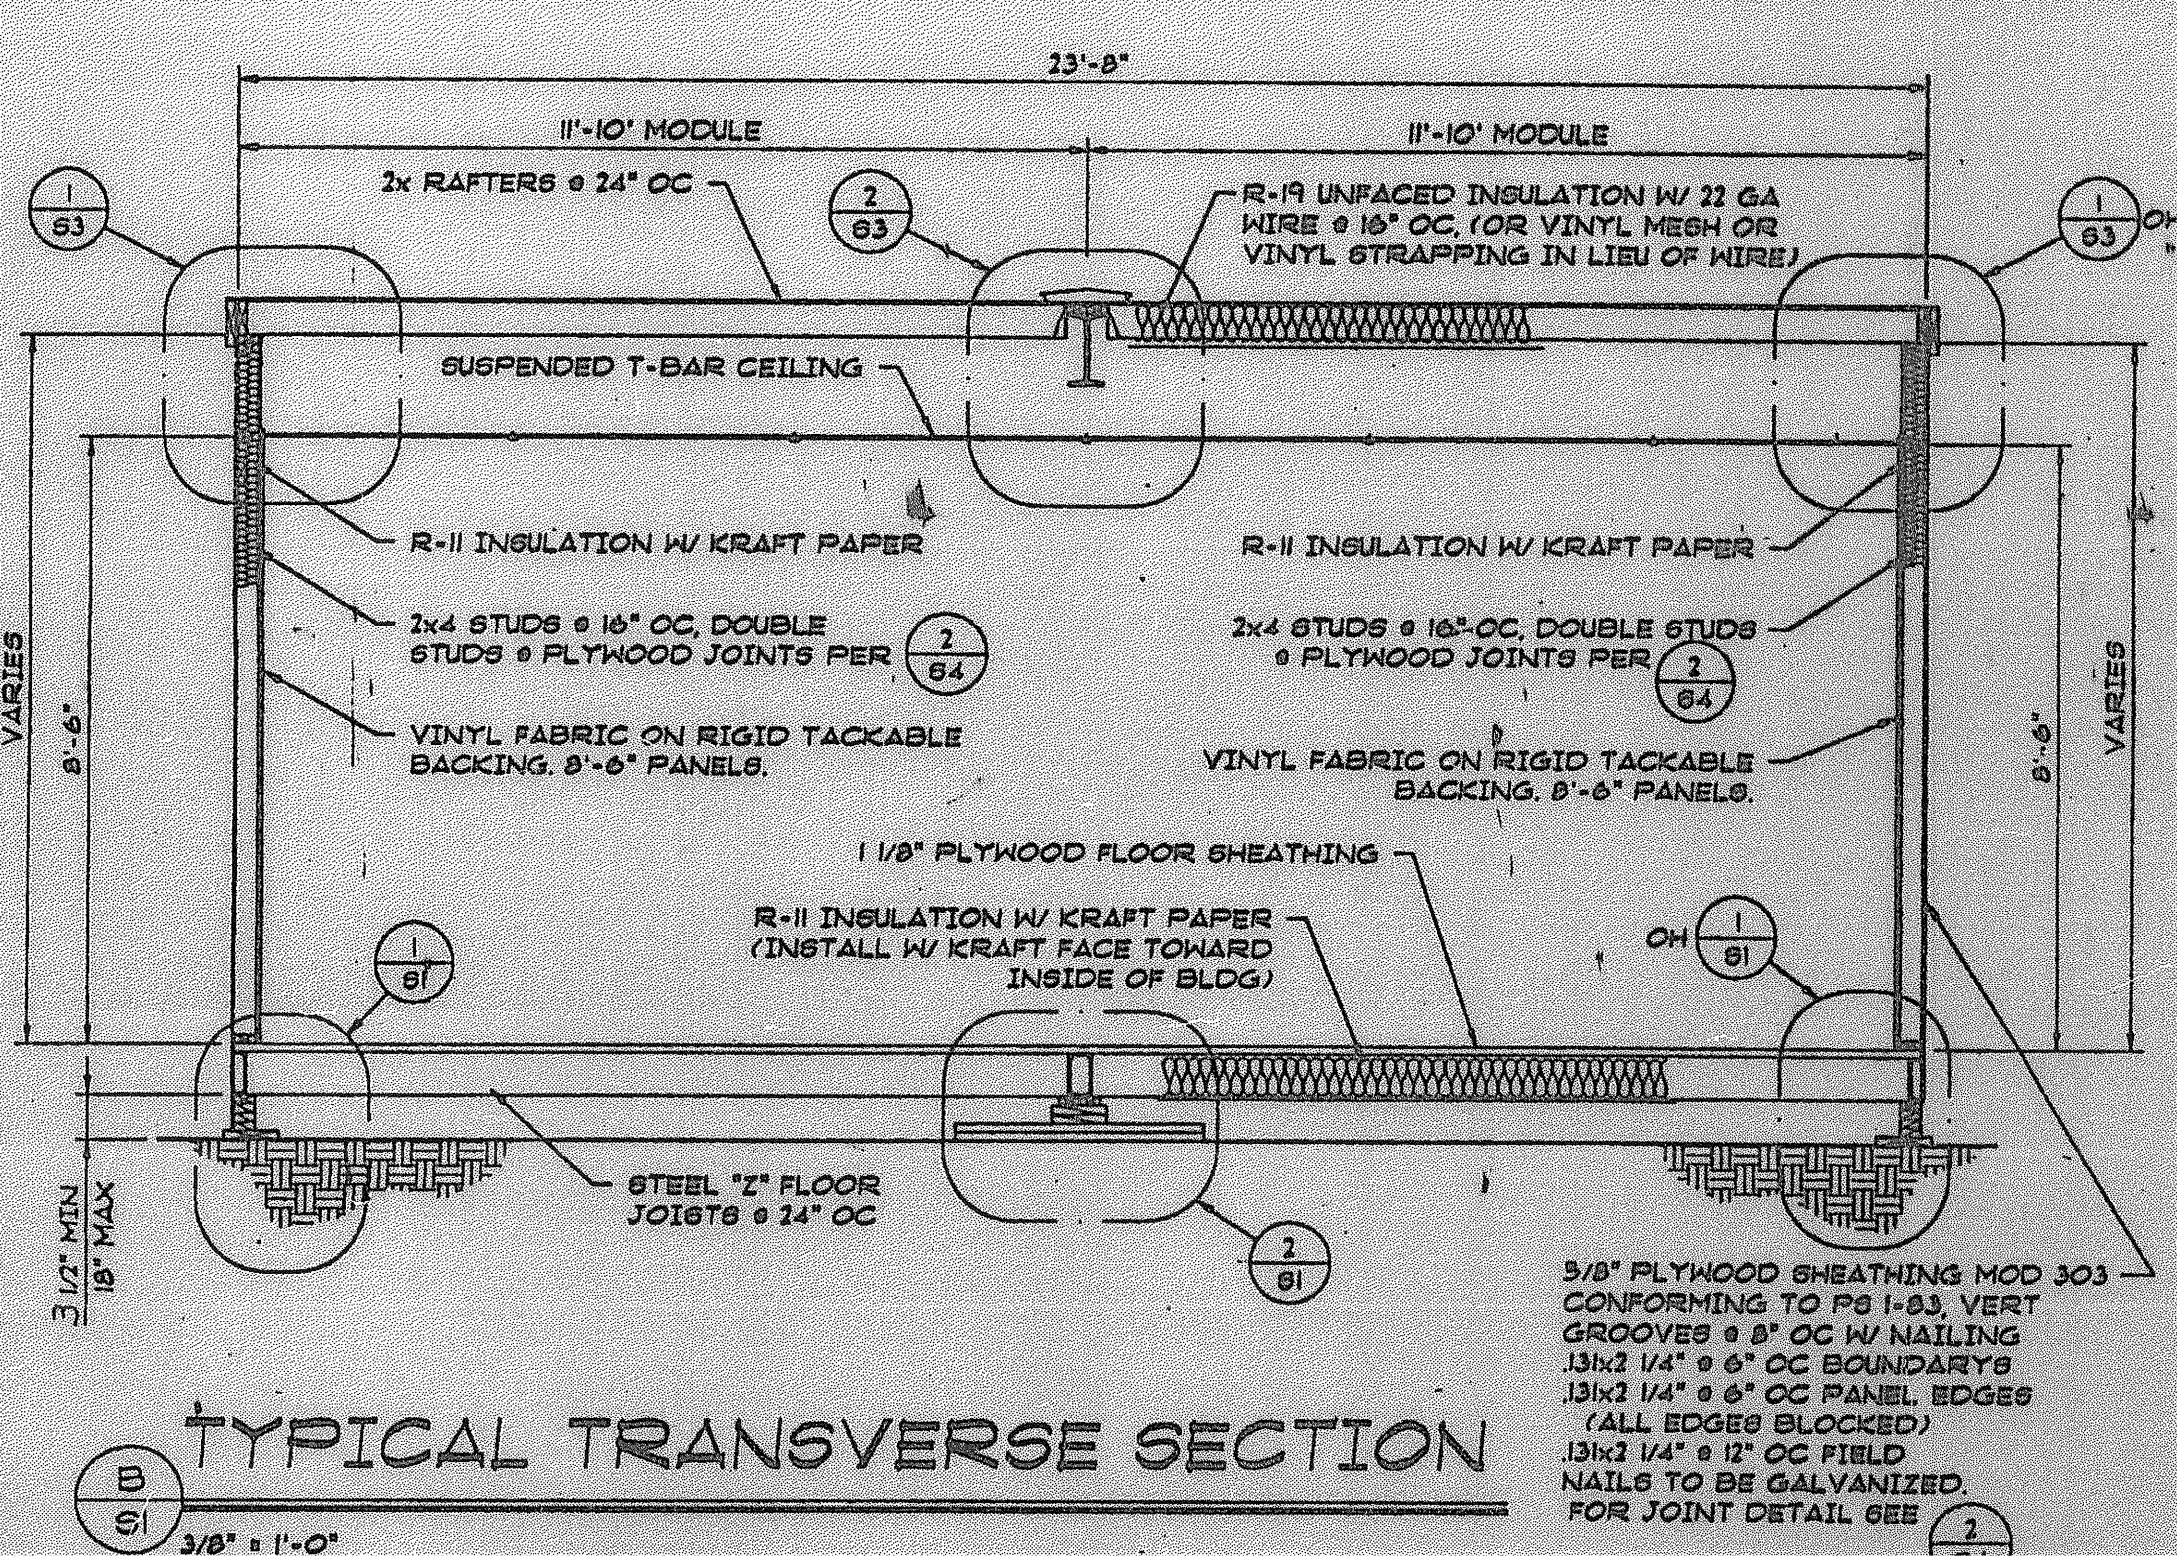 23'-8"
11'-10" MODULE
11'-10" MODULE
1
S3
2x RAFTERS @ 24" OC
2
S3
R-19 UNFACED INSULATION W/ 22 GA
WIRE @ 16" OC, (OR VINYL MESH OR
VINYL STRAPPING IN LIEU OF WIRE)
1
S3
SUSPENDED T-BAR CEILING
R-11 INSULATION W/ KRAFT PAPER
R-11 INSULATION W/ KRAFT PAPER
2x4 STUDS @ 16" OC, DOUBLE
STUDS @ PLYWOOD JOINTS PER
2
S4
2x4 STUDS @ 16" OC, DOUBLE STUDS
@ PLYWOOD JOINTS PER
2
S4
VARIES
8'-6"
8'-6"
VARIES
VINYL FABRIC ON RIGID TACKABLE
BACKING. 8'-6" PANELS.
VINYL FABRIC ON RIGID TACKABLE
BACKING. 8'-6" PANELS.
1 1/8" PLYWOOD FLOOR SHEATHING
R-11 INSULATION W/ KRAFT PAPER
(INSTALL W/ KRAFT FACE TOWARD
INSIDE OF BLDG)
1
S1
OH
1
S1
STEEL "Z" FLOOR
JOISTS @ 24" OC
3 1/2" MIN
18" MAX
2
S1
5/8" PLYWOOD SHEATHING MOD 303
CONFORMING TO PS 1-83, VERT
GROOVES @ 8" OC W/ NAILING
.131x2 1/4" @ 6" OC BOUNDARYS
.131x2 1/4" @ 6" OC PANEL EDGES
(ALL EDGES BLOCKED)
.131x2 1/4" @ 12" OC FIELD
NAILS TO BE GALVANIZED.
FOR JOINT DETAIL SEE
2
TYPICAL TRANSVERSE SECTION
B
S1
3/8" = 1'-0"